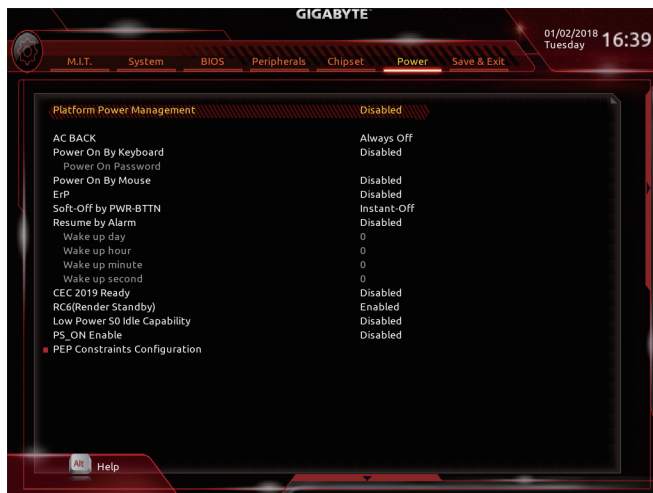 GIGABYTE™
01/02/2018 16:39
Tuesday
M.I.T. System BIOS Peripherals Chipset Power Save & Exit
Platform Power Management Disabled
AC BACK Always Off
Power On By Keyboard Disabled
Power On Password
Power On By Mouse Disabled
ErP Disabled
Soft-Off by PWR-BTTN Instant-Off
Resume by Alarm Disabled
Wake up day 0
Wake up hour 0
Wake up minute 0
Wake up second 0
CEC 2019 Ready Disabled
RC6(Render Standby) Enabled
Low Power S0 Idle Capability Disabled
PS_ON Enable Disabled
PEP Constraints Configuration
Alt Help